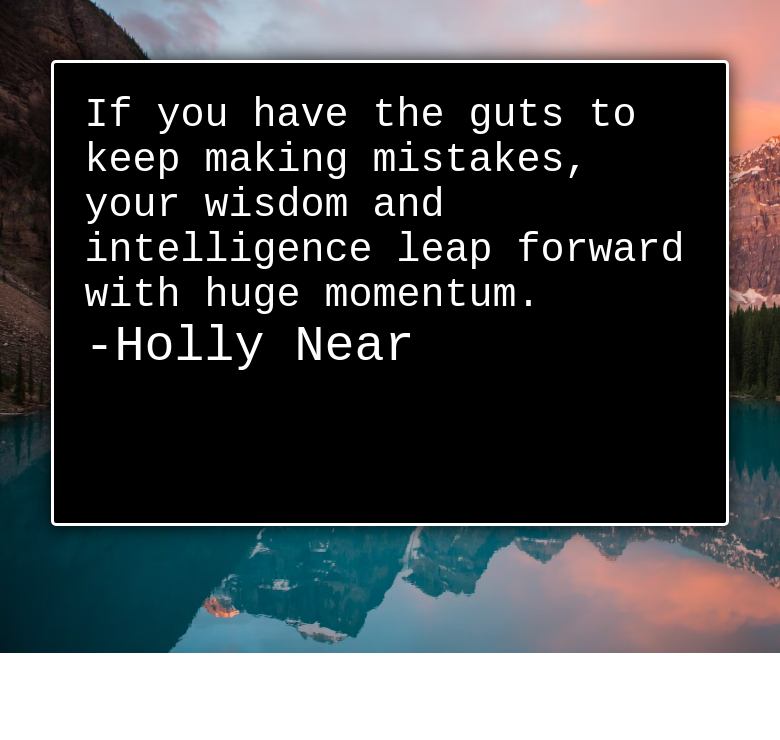 If you have the guts to
keep making mistakes,
your wisdom and
intelligence leap forward
with huge momentum.
-Holly Near